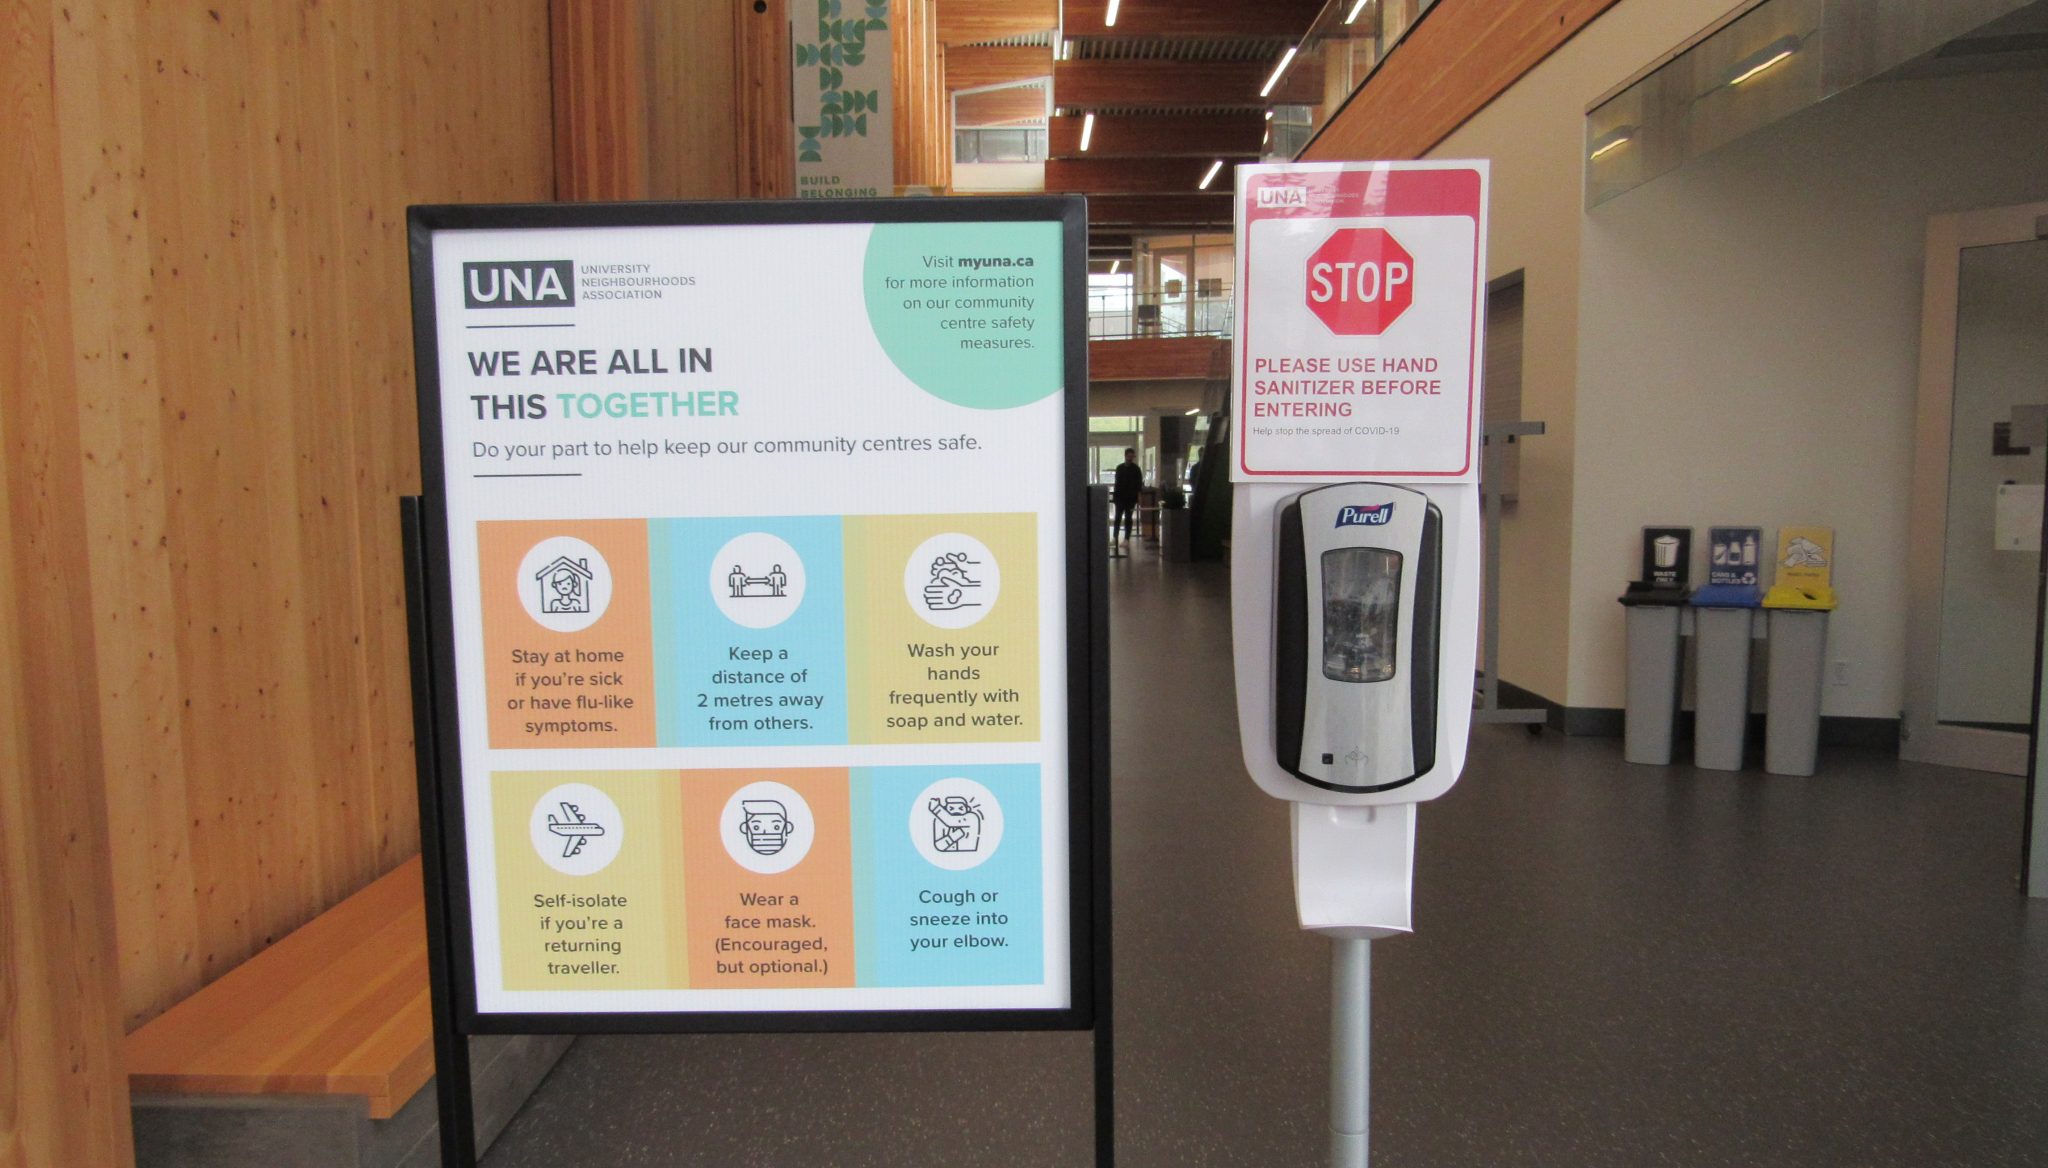 BUILD
BELONGING
UNA
UNIVERSITY
NEIGHBOURHOODS
ASSOCIATION
Visit myuna.ca
for more information
on our community
centre safety
measures.
WE ARE ALL IN
THIS TOGETHER
Do your part to help keep our community centres safe.
Stay at home
if you're sick
or have flu-like
symptoms.
Keep a
distance of
2 metres away
from others.
Wash your
hands
frequently with
soap and water.
Self-isolate
if you're a
returning
traveller.
Wear a
face mask.
(Encouraged,
but optional.)
Cough or
sneeze into
your elbow.
UNA
STOP
PLEASE USE HAND
SANITIZER BEFORE
ENTERING
Help stop the spread of COVID-19
Purell
WASTE
ONLY
CANS &
BOTTLES